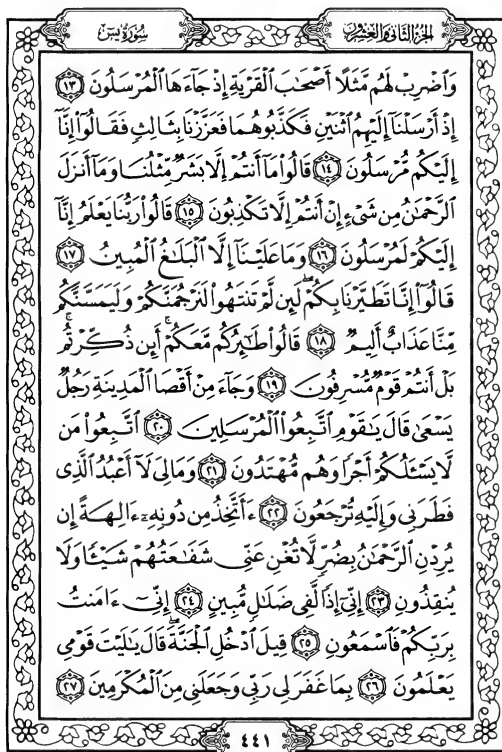 سُورَةُ يسٓ
الجُزْءُ الثَّانِي وَالعِشْرُون
وَٱضْرِبْ لَهُم مَّثَلًا أَصْحَٰبَ ٱلْقَرْيَةِ إِذْ جَآءَهَا ٱلْمُرْسَلُونَ ١٣
إِذْ أَرْسَلْنَآ إِلَيْهِمُ ٱثْنَيْنِ فَكَذَّبُوهُمَا فَعَزَّزْنَا بِثَالِثٍ فَقَالُوٓا۟ إِنَّآ
إِلَيْكُم مُّرْسَلُونَ ١٤ قَالُوا۟ مَآ أَنتُمْ إِلَّا بَشَرٌ مِّثْلُنَا وَمَآ أَنزَلَ
ٱلرَّحْمَٰنُ مِن شَىْءٍ إِنْ أَنتُمْ إِلَّا تَكْذِبُونَ ١٥ قَالُوا۟ رَبُّنَا يَعْلَمُ إِنَّآ
إِلَيْكُمْ لَمُرْسَلُونَ ١٦ وَمَا عَلَيْنَآ إِلَّا ٱلْبَلَٰغُ ٱلْمُبِينُ ١٧
قَالُوٓا۟ إِنَّا تَطَيَّرْنَا بِكُمْ ۖ لَئِن لَّمْ تَنتَهُوا۟ لَنَرْجُمَنَّكُمْ وَلَيَمَسَّنَّكُم
مِّنَّا عَذَابٌ أَلِيمٌ ١٨ قَالُوا۟ طَٰٓئِرُكُم مَّعَكُمْ ۚ أَئِن ذُكِّرْتُم ۚ
بَلْ أَنتُمْ قَوْمٌ مُّسْرِفُونَ ١٩ وَجَآءَ مِنْ أَقْصَا ٱلْمَدِينَةِ رَجُلٌ
يَسْعَىٰ قَالَ يَٰقَوْمِ ٱتَّبِعُوا۟ ٱلْمُرْسَلِينَ ٢٠ ٱتَّبِعُوا۟ مَن
لَّا يَسْـَٔلُكُمْ أَجْرًا وَهُم مُّهْتَدُونَ ٢١ وَمَالِىَ لَآ أَعْبُدُ ٱلَّذِى
فَطَرَنِى وَإِلَيْهِ تُرْجَعُونَ ٢٢ ءَأَتَّخِذُ مِن دُونِهِۦٓ ءَالِهَةً إِن
يُرِدْنِ ٱلرَّحْمَٰنُ بِضُرٍّ لَّا تُغْنِ عَنِّى شَفَٰعَتُهُمْ شَيْـًٔا وَلَا
يُنقِذُونِ ٢٣ إِنِّىٓ إِذًا لَّفِى ضَلَٰلٍ مُّبِينٍ ٢٤ إِنِّىٓ ءَامَنتُ
بِرَبِّكُمْ فَٱسْمَعُونِ ٢٥ قِيلَ ٱدْخُلِ ٱلْجَنَّةَ ۖ قَالَ يَٰلَيْتَ قَوْمِى
يَعْلَمُونَ ٢٦ بِمَا غَفَرَ لِى رَبِّى وَجَعَلَنِى مِنَ ٱلْمُكْرَمِينَ ٢٧
٤٤١